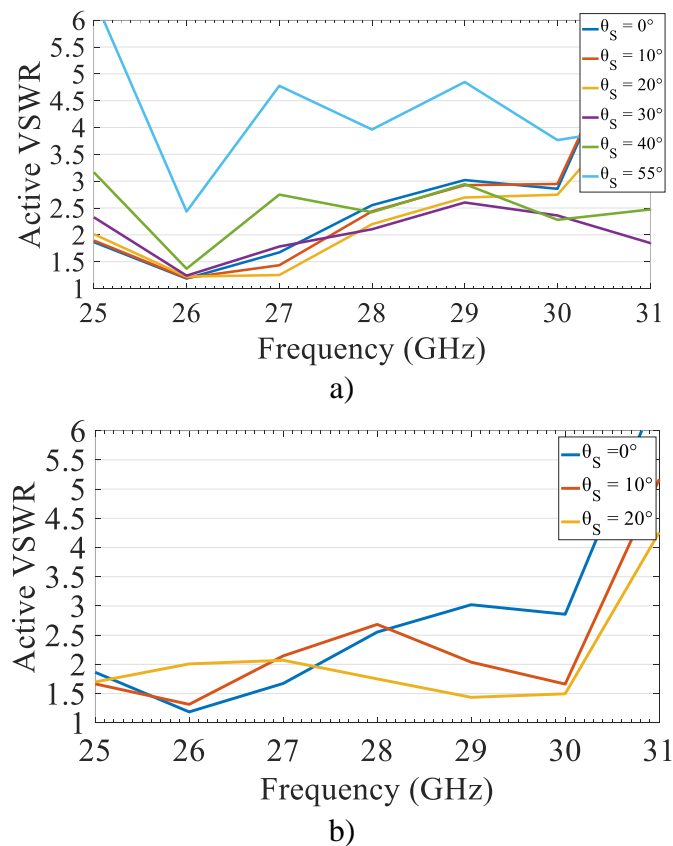 6
5.5
5
4.5
4
3.5
3
2.5
2
1.5
1
Active VSWR
25 26 27 28 29 30 31
Frequency (GHz)
θS = 0°
θS = 10°
θS = 20°
θS = 30°
θS = 40°
θS = 55°
a)
6
5.5
5
4.5
4
3.5
3
2.5
2
1.5
1
Active VSWR
25 26 27 28 29 30 31
Frequency (GHz)
θS =0°
θS = 10°
θS = 20°
b)